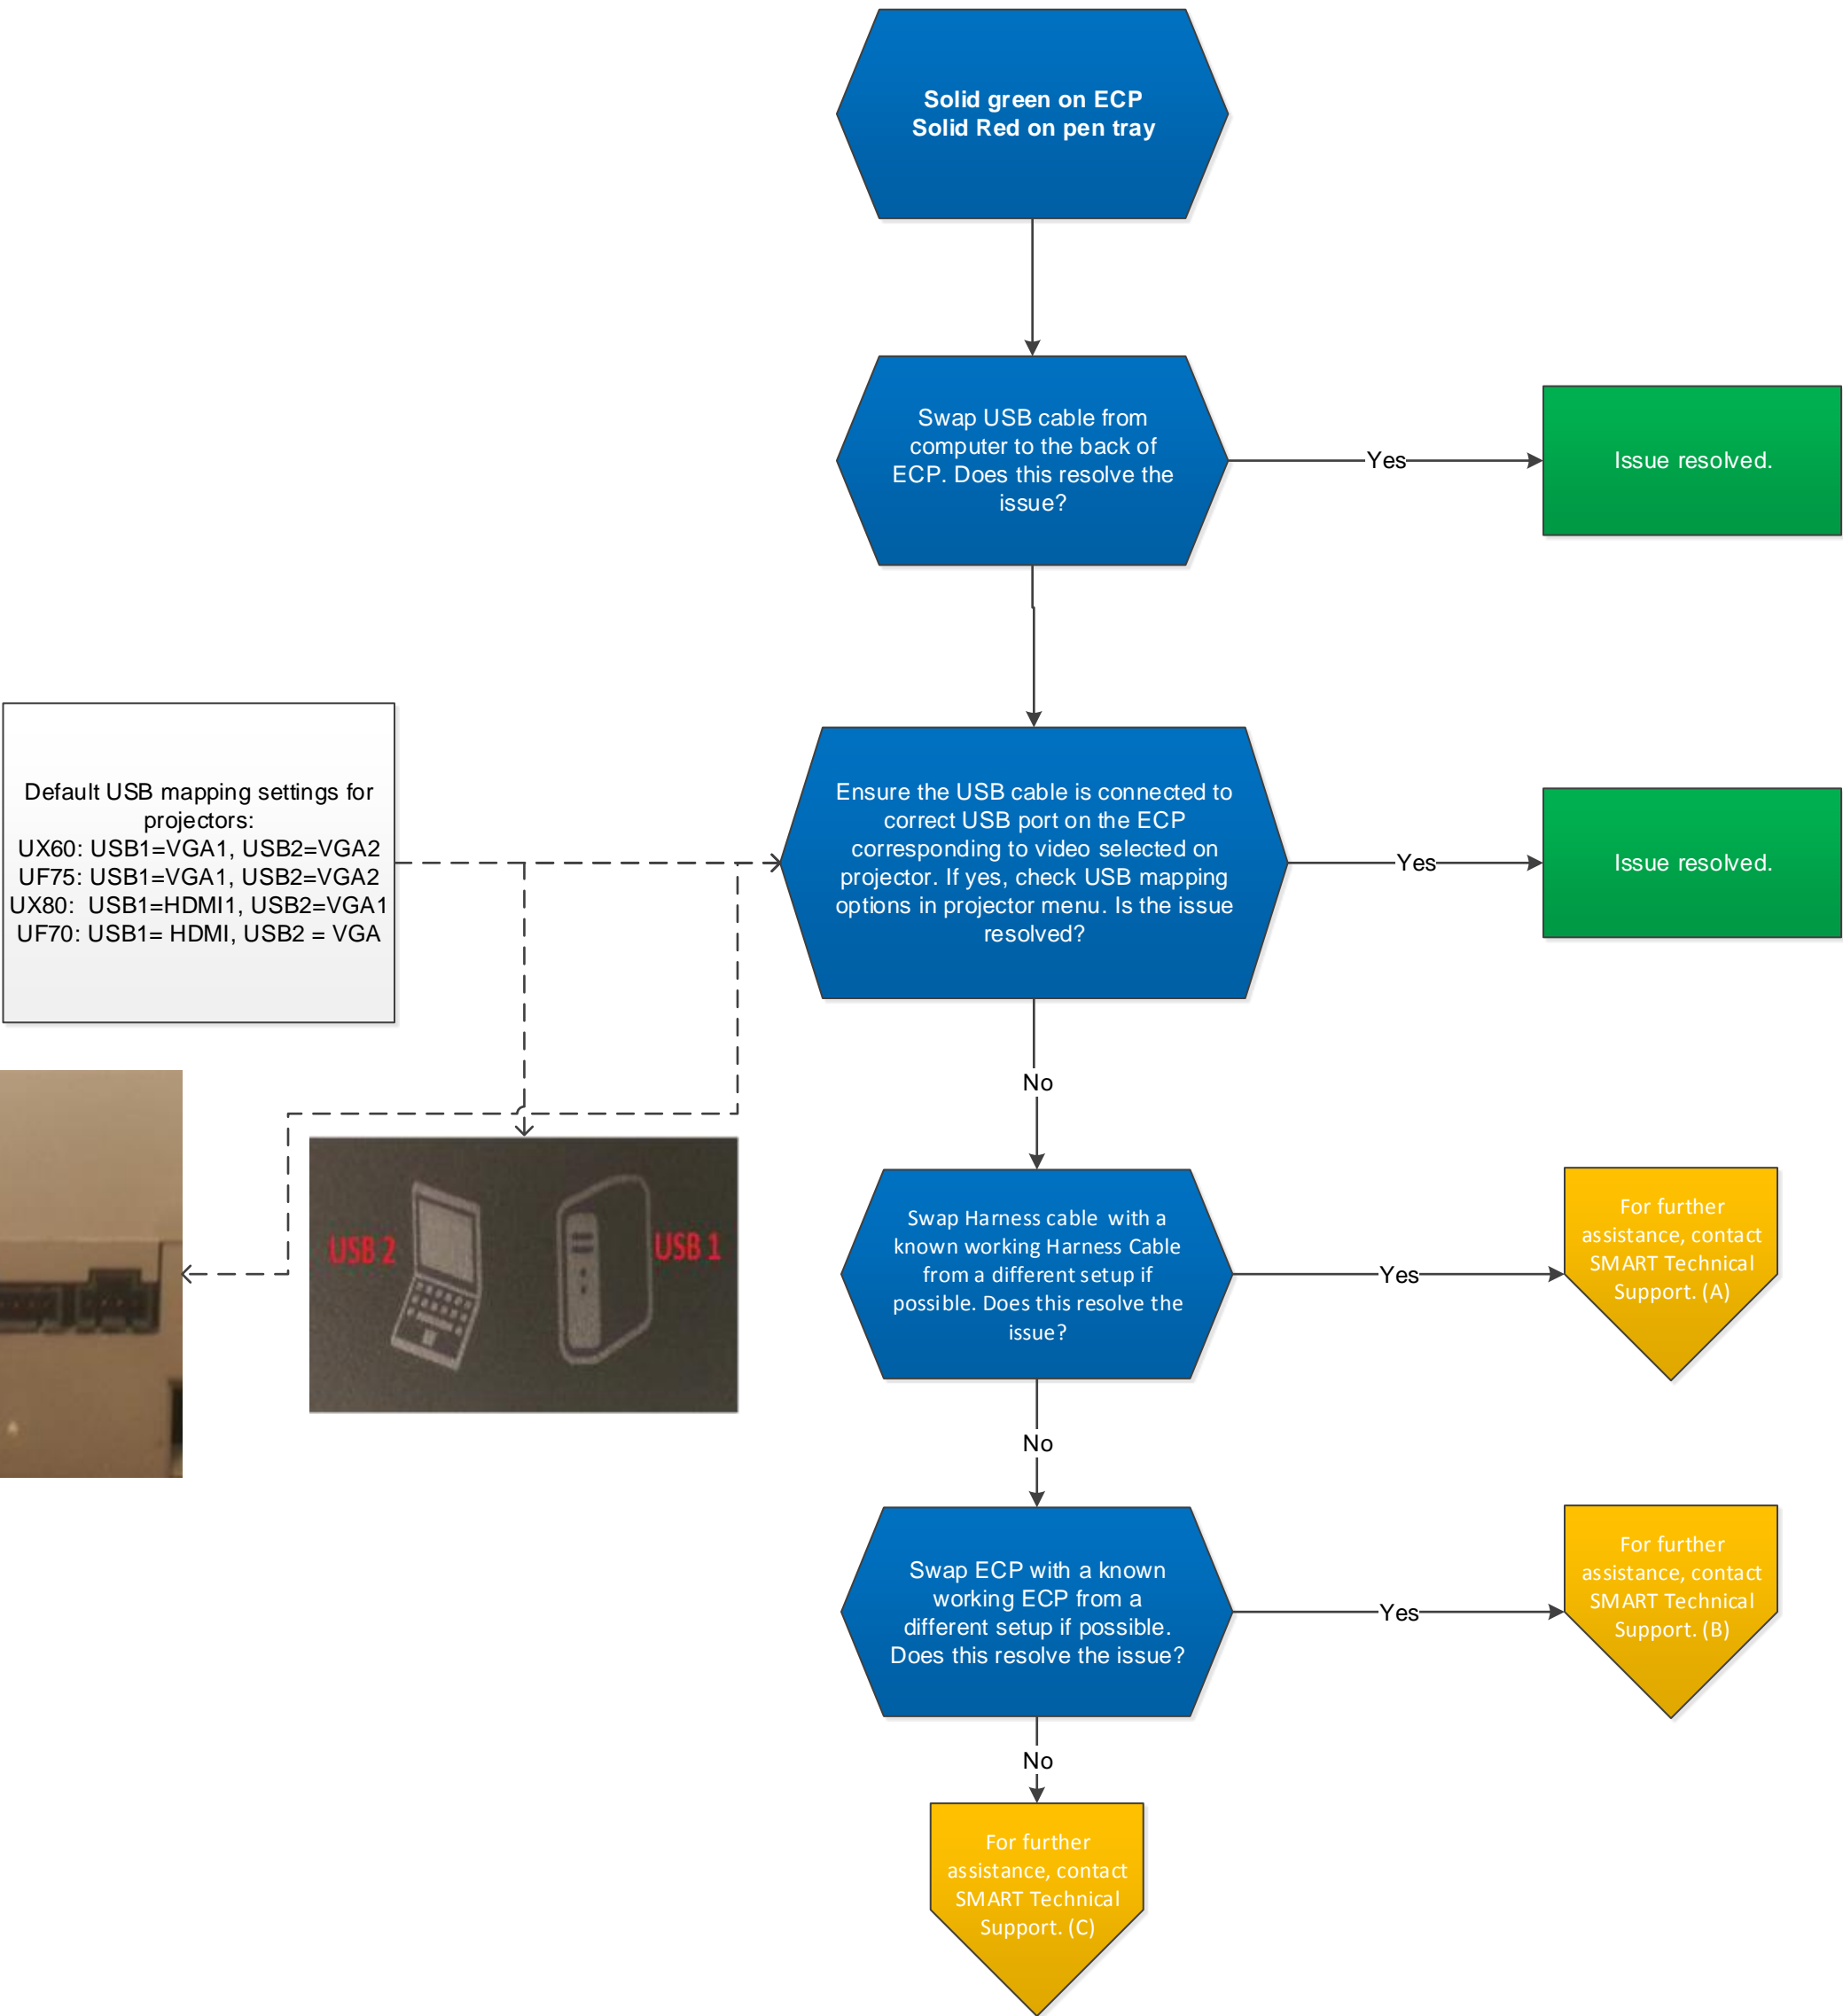 Solid green on ECP
Solid Red on pen tray
Swap USB cable from
computer to the back of
ECP. Does this resolve the
issue?
Yes
Issue resolved.
Default USB mapping settings for
projectors:
UX60: USB1=VGA1, USB2=VGA2
UF75: USB1=VGA1, USB2=VGA2
UX80:  USB1=HDMI1, USB2=VGA1
UF70: USB1= HDMI, USB2 = VGA
Ensure the USB cable is connected to
correct USB port on the ECP
corresponding to video selected on
projector. If yes, check USB mapping
options in projector menu. Is the issue
resolved?
Yes
Issue resolved.
No
USB 2
USB 1
Swap Harness cable  with a
known working Harness Cable
from a different setup if
possible. Does this resolve the
issue?
Yes
For further
assistance, contact
SMART Technical
Support. (A)
No
Swap ECP with a known
working ECP from a
different setup if possible.
Does this resolve the issue?
Yes
For further
assistance, contact
SMART Technical
Support. (B)
No
For further
assistance, contact
SMART Technical
Support. (C)